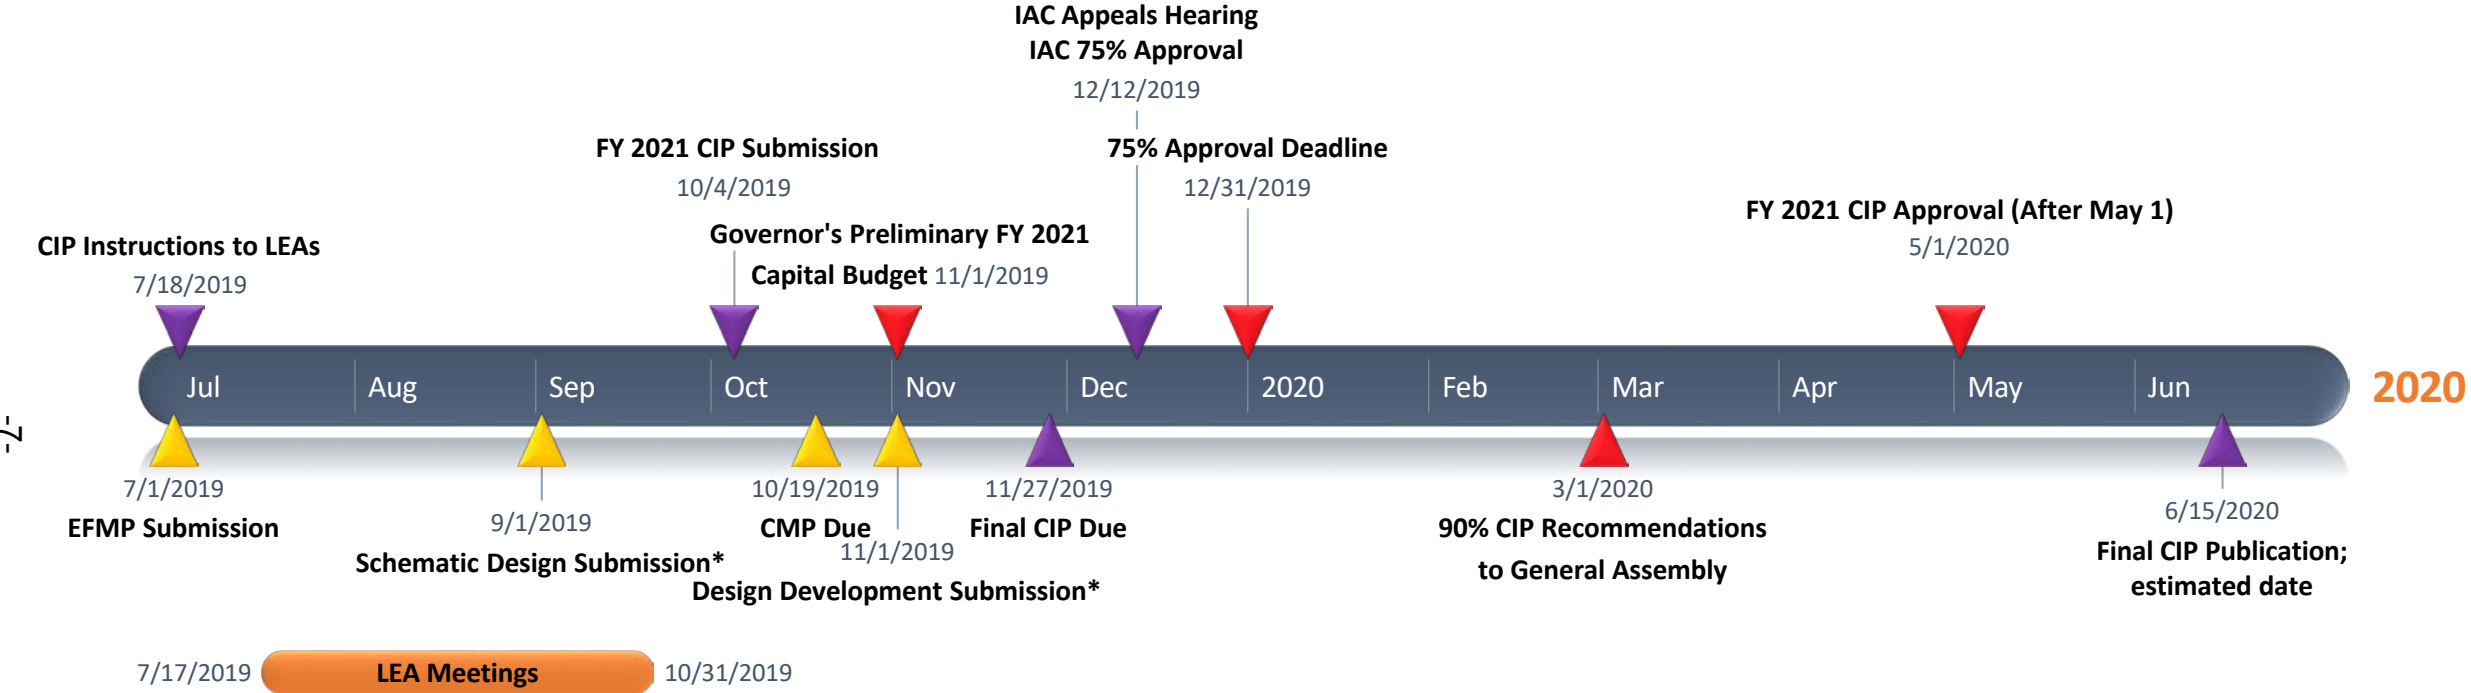 IAC Appeals Hearing
IAC 75% Approval
12/12/2019
FY 2021 CIP Submission
10/4/2019
75% Approval Deadline
12/31/2019
FY 2021 CIP Approval (After May 1)
5/1/2020
Governor's Preliminary FY 2021
Capital Budget 11/1/2019
CIP Instructions to LEAs
7/18/2019
Jul
Aug
Sep
Oct
Nov
Dec
2020
Feb
Mar
Apr
May
Jun
2020
-7-
7/1/2019
EFMP Submission
9/1/2019
Schematic Design Submission*
10/19/2019
CMP Due
11/1/2019
Design Development Submission*
11/27/2019
Final CIP Due
3/1/2020
90% CIP Recommendations
to General Assembly
6/15/2020
Final CIP Publication;
estimated date
7/17/2019
LEA Meetings
10/31/2019